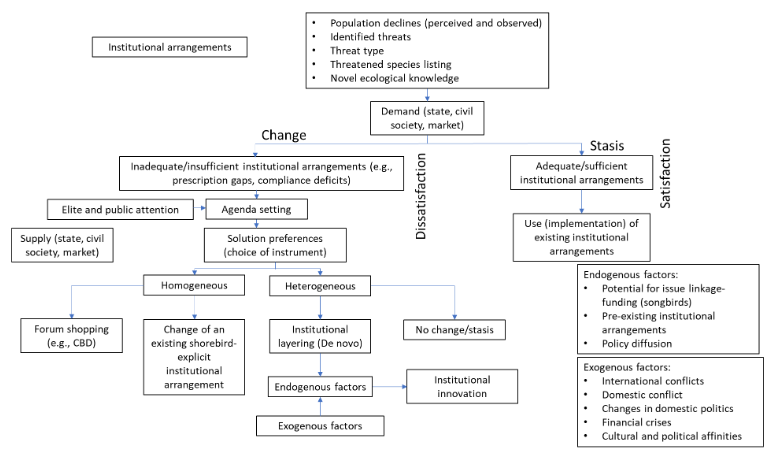 Institutional arrangements
• Population declines (perceived and observed)
• Identified threats
• Threat type
• Threatened species listing
• Novel ecological knowledge
Demand (state, civil
society, market)
Change
Stasis
Dissatisfaction
Satisfaction
Inadequate/insufficient institutional arrangements (e.g.,
prescription gaps, compliance deficits)
Adequate/sufficient
institutional arrangements
Elite and public attention
Agenda setting
Use (implementation) of
existing institutional
arrangements
Supply (state, civil
society, market)
Solution preferences
(choice of instrument)
Homogeneous
Heterogeneous
Forum shopping
(e.g., CBD)
Change of an
existing shorebird-
explicit
institutional
arrangement
Institutional
layering (De novo)
No change/stasis
Endogenous factors
Institutional
innovation
Exogenous factors
Endogenous factors:
• Potential for issue linkage-
funding (songbirds)
• Pre-existing institutional
arrangements
• Policy diffusion
Exogenous factors:
• International conflicts
• Domestic conflict
• Changes in domestic politics
• Financial crises
• Cultural and political affinities